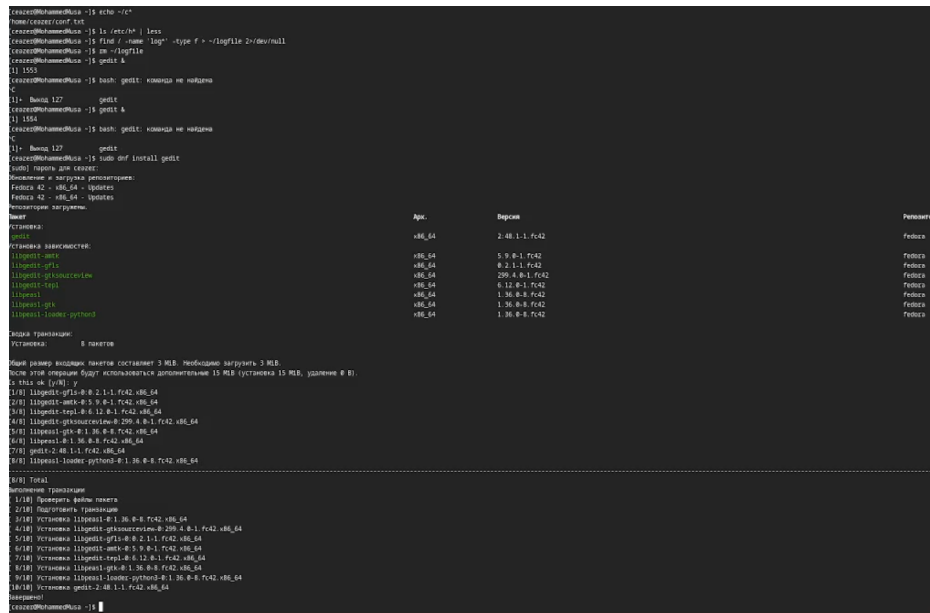 [ceazer@MohammedMusa ~]$ echo ~/c*
/home/ceazer/conf.txt
[ceazer@MohammedMusa ~]$ ls /etc/h* | less
[ceazer@MohammedMusa ~]$ find / -name 'log*' -type f > ~/logfile 2>/dev/null
[ceazer@MohammedMusa ~]$ rm ~/logfile
[ceazer@MohammedMusa ~]$ gedit &
[1] 1553
[ceazer@MohammedMusa ~]$ bash: gedit: команда не найдена
^C
[1]+ Выход 127 gedit
[ceazer@MohammedMusa ~]$ gedit &
[1] 1554
[ceazer@MohammedMusa ~]$ bash: gedit: команда не найдена
^C
[1]+ Выход 127 gedit
[ceazer@MohammedMusa ~]$ sudo dnf install gedit
[sudo] пароль для ceazer:
Обновление и загрузка репозиториев:
Fedora 42 - x86_64 - Updates
Fedora 42 - x86_64 - Updates
Репозитории загружены.
Пакет Арх. Версия Репозит
Установка:
gedit x86_64 2:48.1-1.fc42 fedora
Установка зависимостей:
libgedit-amtk x86_64 5.9.0-1.fc42 fedora
libgedit-gfls x86_64 0.2.1-1.fc42 fedora
libgedit-gtksourceview x86_64 299.4.0-1.fc42 fedora
libgedit-tepl x86_64 6.12.0-1.fc42 fedora
libpeas1 x86_64 1.36.0-8.fc42 fedora
libpeas1-gtk x86_64 1.36.0-8.fc42 fedora
libpeas1-loader-python3 x86_64 1.36.0-8.fc42 fedora
Сводка транзакции:
Установка: 8 пакетов
Общий размер входящих пакетов составляет 3 MiB. Необходимо загрузить 3 MiB.
После этой операции будут использоваться дополнительные 15 MiB (установка 15 MiB, удаление 0 B).
Is this ok [y/N]: y
[1/8] libgedit-gfls-0:0.2.1-1.fc42.x86_64
[2/8] libgedit-amtk-0:5.9.0-1.fc42.x86_64
[3/8] libgedit-tepl-0:6.12.0-1.fc42.x86_64
[4/8] libgedit-gtksourceview-0:299.4.0-1.fc42.x86_64
[5/8] libpeas1-gtk-0:1.36.0-8.fc42.x86_64
[6/8] libpeas1-0:1.36.0-8.fc42.x86_64
[7/8] gedit-2:48.1-1.fc42.x86_64
[8/8] libpeas1-loader-python3-0:1.36.0-8.fc42.x86_64
[8/8] Total
Выполнение транзакции
[ 1/10] Проверить файлы пакета
[ 2/10] Подготовить транзакцию
[ 3/10] Установка libpeas1-0:1.36.0-8.fc42.x86_64
[ 4/10] Установка libgedit-gtksourceview-0:299.4.0-1.fc42.x86_64
[ 5/10] Установка libgedit-gfls-0:0.2.1-1.fc42.x86_64
[ 6/10] Установка libgedit-amtk-0:5.9.0-1.fc42.x86_64
[ 7/10] Установка libgedit-tepl-0:6.12.0-1.fc42.x86_64
[ 8/10] Установка libpeas1-gtk-0:1.36.0-8.fc42.x86_64
[ 9/10] Установка libpeas1-loader-python3-0:1.36.0-8.fc42.x86_64
[10/10] Установка gedit-2:48.1-1.fc42.x86_64
Завершено!
[ceazer@MohammedMusa ~]$